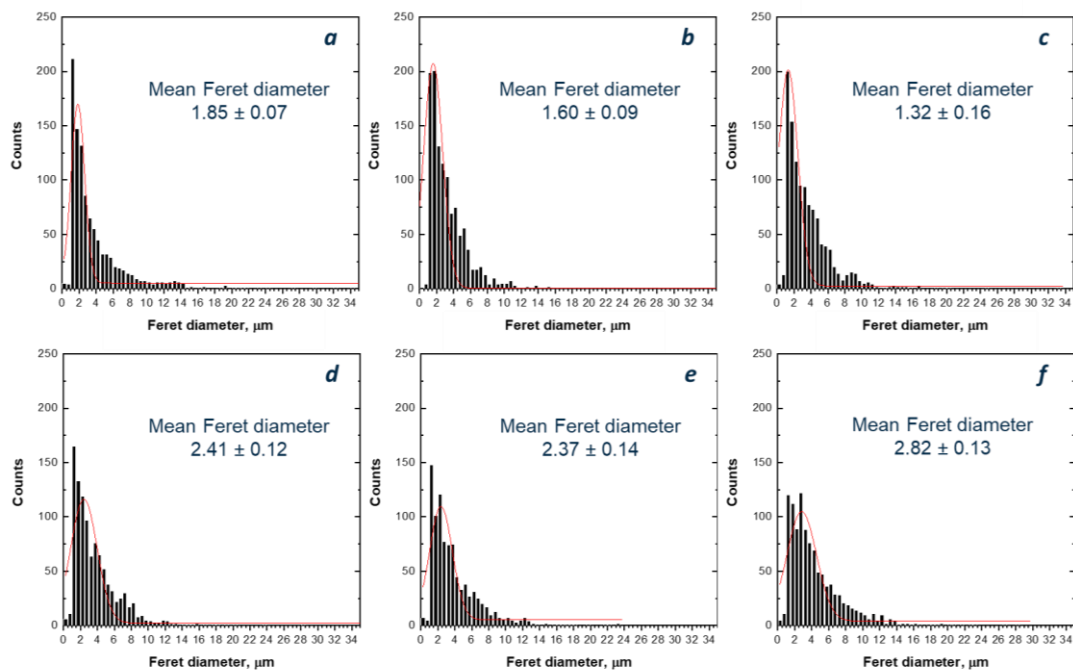 a
Mean Feret diameter
1.85 ± 0.07
250
200
150
100
50
0
Counts
0 2 4 6 8 10 12 14 16 18 20 22 24 26 28 30 32 34
Feret diameter, µm
b
Mean Feret diameter
1.60 ± 0.09
250
200
150
100
50
0
Counts
0 2 4 6 8 10 12 14 16 18 20 22 24 26 28 30 32 34
Feret diameter, µm
c
Mean Feret diameter
1.32 ± 0.16
250
200
150
100
50
0
Counts
0 2 4 6 8 10 12 14 16 18 20 22 24 26 28 30 32 34
Feret diameter, µm
d
Mean Feret diameter
2.41 ± 0.12
250
200
150
100
50
0
Counts
0 2 4 6 8 10 12 14 16 18 20 22 24 26 28 30 32 34
Feret diameter, µm
e
Mean Feret diameter
2.37 ± 0.14
250
200
150
100
50
0
Counts
0 2 4 6 8 10 12 14 16 18 20 22 24 26 28 30 32 34
Feret diameter, µm
f
Mean Feret diameter
2.82 ± 0.13
250
200
150
100
50
0
Counts
0 2 4 6 8 10 12 14 16 18 20 22 24 26 28 30 32 34
Feret diameter, µm